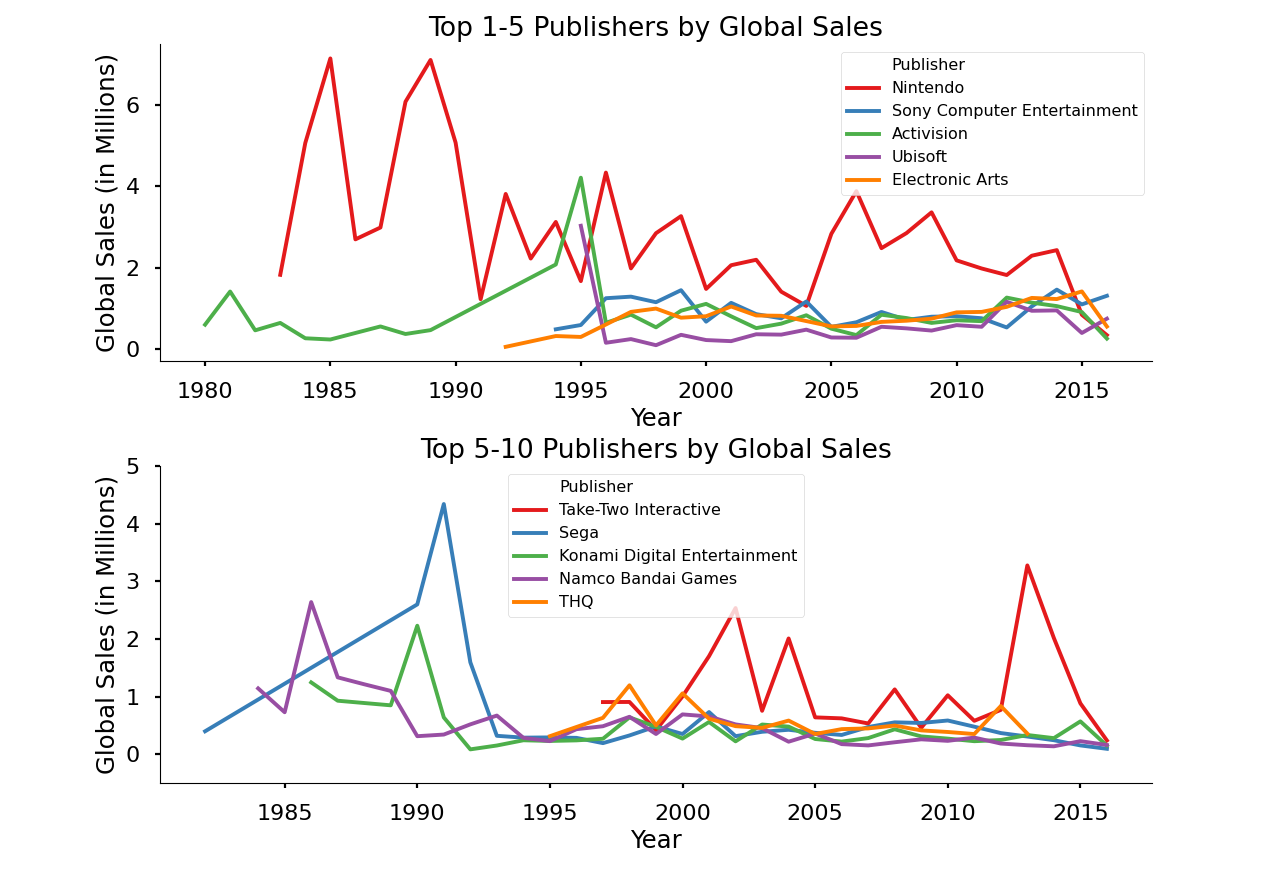 Top 1-5 Publishers by Global Sales
Global Sales (in Millions)
6
4
2
0
Publisher
Nintendo
Sony Computer Entertainment
Activision
Ubisoft
Electronic Arts
1980 1985 1990 1995 2000 2005 2010 2015
Year
Top 5-10 Publishers by Global Sales
Global Sales (in Millions)
5
4
3
2
1
0
Publisher
Take-Two Interactive
Sega
Konami Digital Entertainment
Namco Bandai Games
THQ
1985 1990 1995 2000 2005 2010 2015
Year